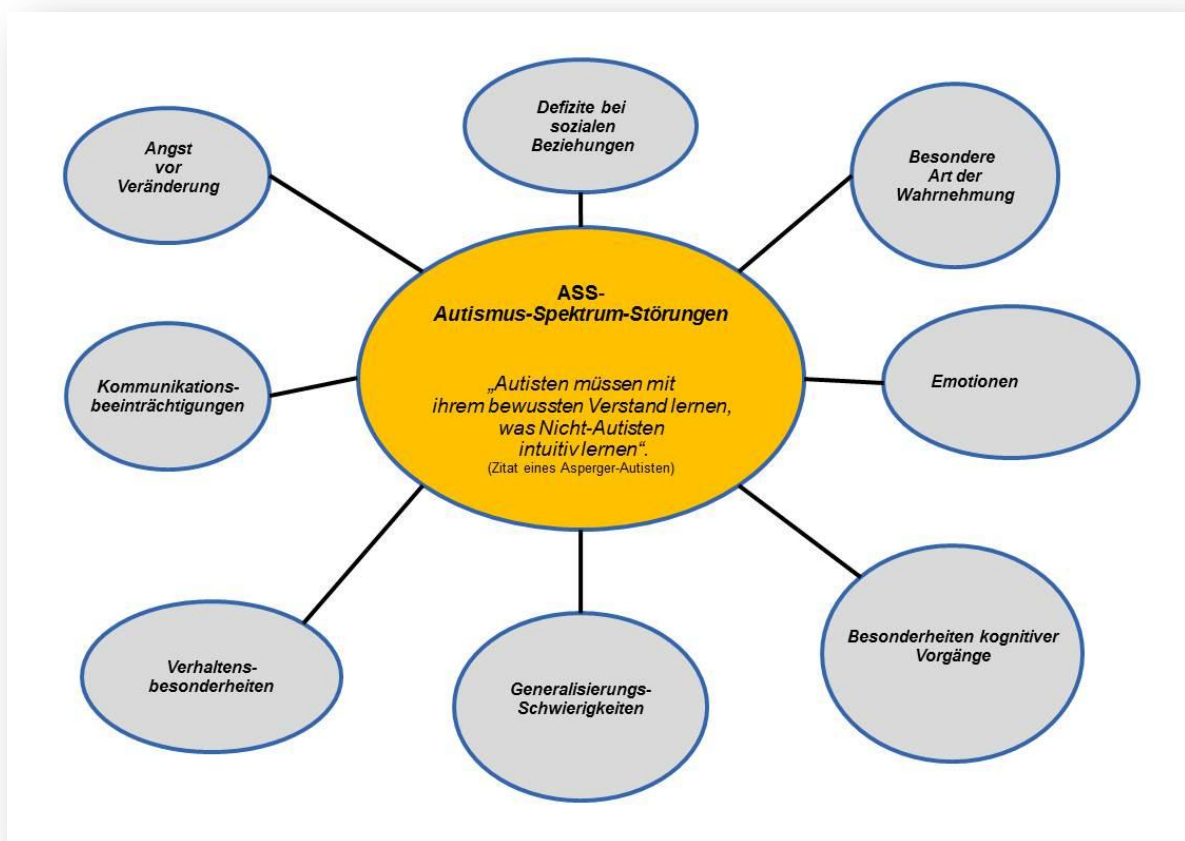 Defizite bei
sozialen
Beziehungen
Angst
vor
Veränderung
Besondere
Art der
Wahrnehmung
ASS-
Autismus-Spektrum-Störungen
„Autisten müssen mit
ihrem bewussten Verstand lernen,
was Nicht-Autisten
intuitiv lernen“.
(Zitat eines Asperger-Autisten)
Kommunikations-
beeinträchtigungen
Emotionen
Verhaltens-
besonderheiten
Generalisierungs-
Schwierigkeiten
Besonderheiten kognitiver
Vorgänge